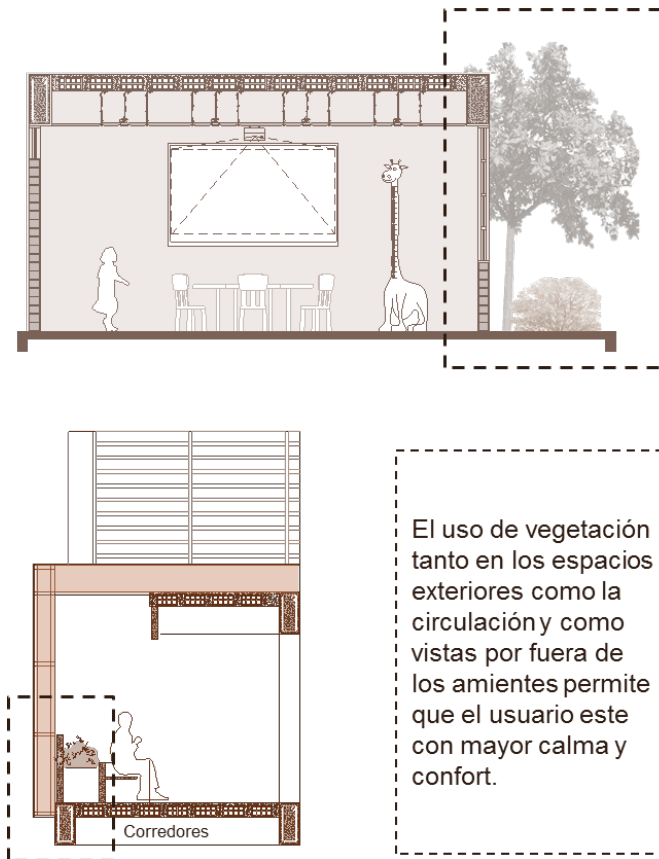 El uso de vegetación
tanto en los espacios
exteriores como la
circulación y como
vistas por fuera de
los amientes permite
que el usuario este
con mayor calma y
confort.
Corredores